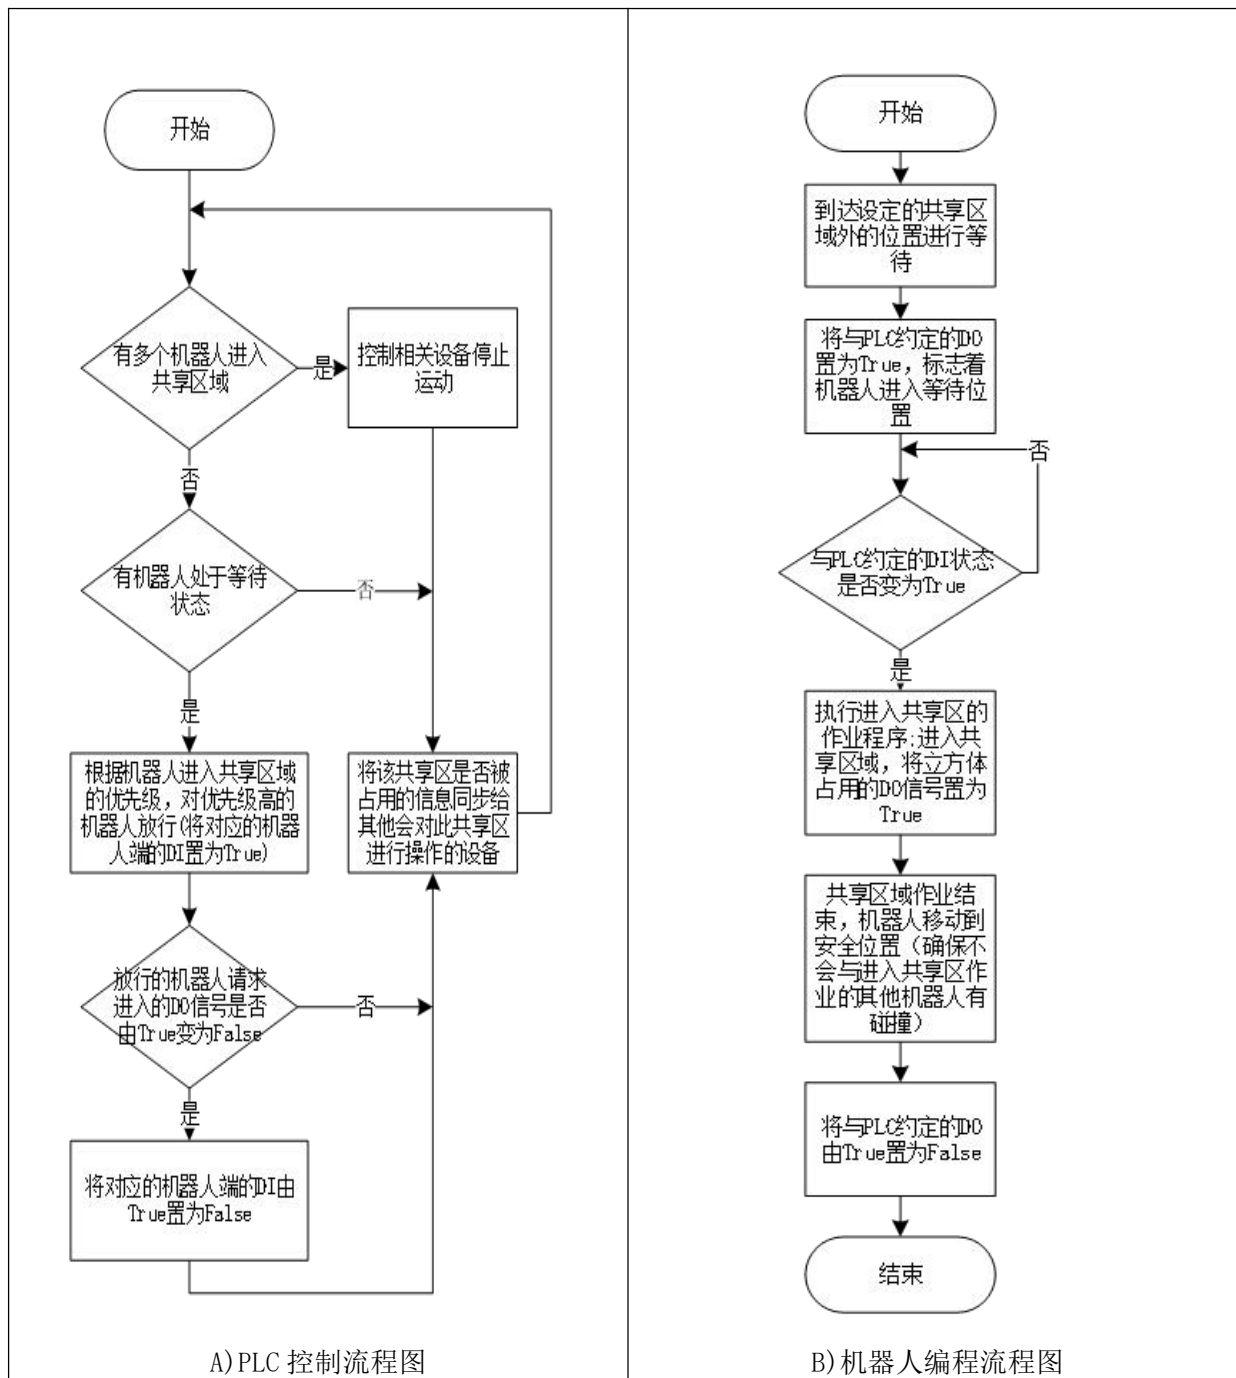 开始
有多个机器人进入
共享区域
是
控制相关设备停止
运动
否
有机器人处于等待
状态
否
是
根据机器人进入共享区域
的优先级，对优先级高的
机器人放行(将对应的机器
人端的DI置为True)
将该共享区是否被
占用的信息同步给
其他会对此共享区
进行操作的设备
放行的机器人请求
进入的DO信号是否
由True变为False
否
是
将对应的机器人端的DI由
True置为False
A)PLC 控制流程图
开始
到达设定的共享区
域外的位置进行等
待
将与PLC约定的DO
置为True，标志着
机器人进入等待位
置
否
与PLC约定的DI状态
是否变为True
是
执行进入共享区的
作业程序;进入共
享区域，将立方体
占用的DO信号置为
True
共享区域作业结
束，机器人移动到
安全位置（确保不
会与进入共享区作
业的其他机器人有
碰撞）
将与PLC约定的DO
由True置为False
结束
B)机器人编程流程图